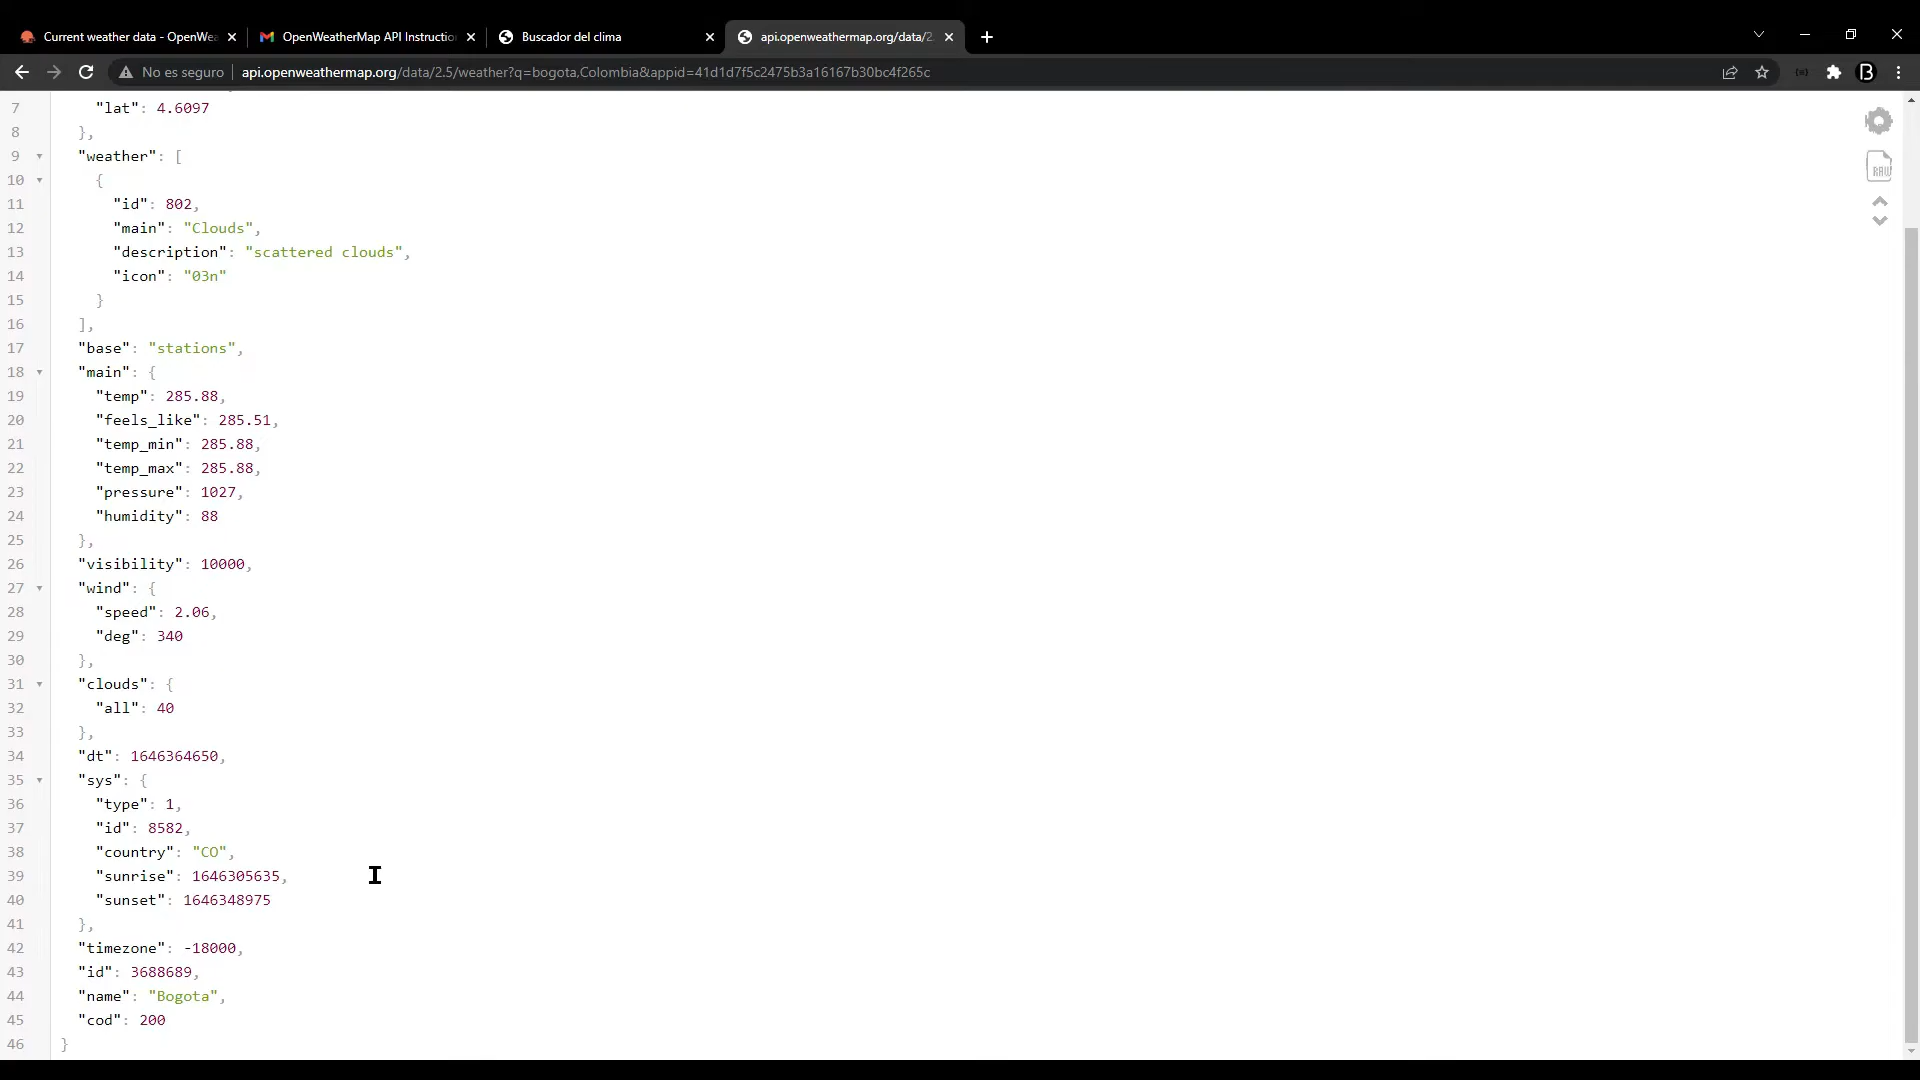 Current weather data - OpenWea
OpenWeatherMap API Instruction
Buscador del clima
api.openweathermap.org/data/2.
No es seguro
api.openweathermap.org/data/2.5/weather?q=bogota,Colombia&appid=41d1d7f5c2475b3a16167b30bc4f265c
RAW
7 "lat": 4.6097
8 },
9 "weather": [
10 {
11 "id": 802,
12 "main": "Clouds",
13 "description": "scattered clouds",
14 "icon": "03n"
15 }
16 ],
17 "base": "stations",
18 "main": {
19 "temp": 285.88,
20 "feels_like": 285.51,
21 "temp_min": 285.88,
22 "temp_max": 285.88,
23 "pressure": 1027,
24 "humidity": 88
25 },
26 "visibility": 10000,
27 "wind": {
28 "speed": 2.06,
29 "deg": 340
30 },
31 "clouds": {
32 "all": 40
33 },
34 "dt": 1646364650,
35 "sys": {
36 "type": 1,
37 "id": 8582,
38 "country": "CO",
39 "sunrise": 1646305635,
40 "sunset": 1646348975
41 },
42 "timezone": -18000,
43 "id": 3688689,
44 "name": "Bogota",
45 "cod": 200
46 }